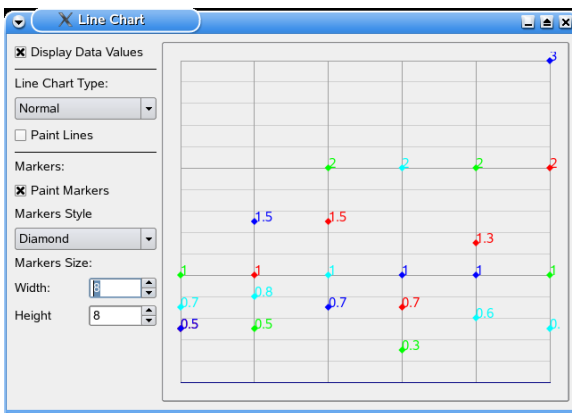 Line Chart
Display Data Values
Line Chart Type:
Normal
Paint Lines
Markers:
Paint Markers
Markers Style
Diamond
Markers Size:
Width:
Height 8
3
2 2 2 2
1.5 1.5
1.3
1 1 1 1 1 1
0.8
0.7 0.7 0.7
0.6
0.5 0.5 0.
0.3